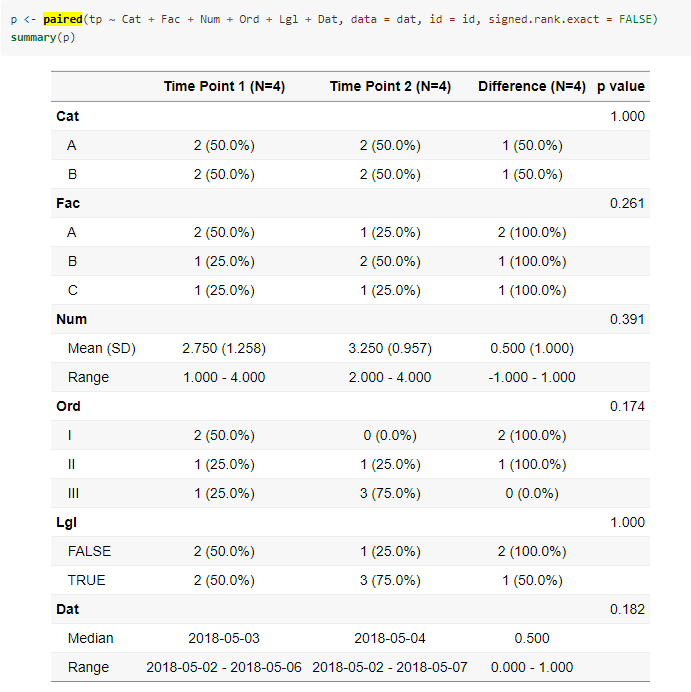 p <- paired(tp ~ Cat + Fac + Num + Ord + Lgl + Dat, data = dat, id = id, signed.rank.exact = FALSE)
summary(p)
Time Point 1 (N=4) Time Point 2 (N=4) Difference (N=4) p value
Cat 1.000
A 2 (50.0%) 2 (50.0%) 1 (50.0%)
B 2 (50.0%) 2 (50.0%) 1 (50.0%)
Fac 0.261
A 2 (50.0%) 1 (25.0%) 2 (100.0%)
B 1 (25.0%) 2 (50.0%) 1 (100.0%)
C 1 (25.0%) 1 (25.0%) 1 (100.0%)
Num 0.391
Mean (SD) 2.750 (1.258) 3.250 (0.957) 0.500 (1.000)
Range 1.000 - 4.000 2.000 - 4.000 -1.000 - 1.000
Ord 0.174
I 2 (50.0%) 0 (0.0%) 2 (100.0%)
II 1 (25.0%) 1 (25.0%) 1 (100.0%)
III 1 (25.0%) 3 (75.0%) 0 (0.0%)
Lgl 1.000
FALSE 2 (50.0%) 1 (25.0%) 2 (100.0%)
TRUE 2 (50.0%) 3 (75.0%) 1 (50.0%)
Dat 0.182
Median 2018-05-03 2018-05-04 0.500
Range 2018-05-02 - 2018-05-06 2018-05-02 - 2018-05-07 0.000 - 1.000